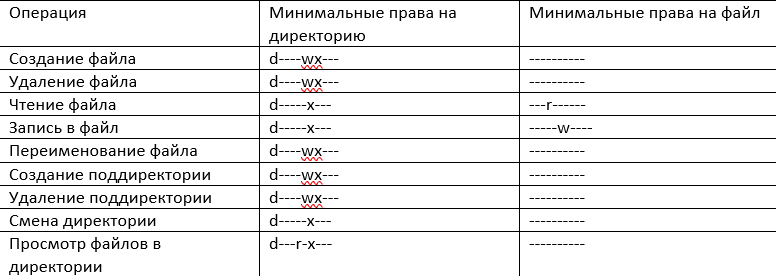 Операция Минимальные права на Минимальные права на файл
директорию
Создание файла d----wx--- ----------
Удаление файла d----wx--- ----------
Чтение файла d-----x--- ---r------
Запись в файл d-----x--- -----w----
Переименование файла d----wx--- ----------
Создание поддиректории d----wx--- ----------
Удаление поддиректории d----wx--- ----------
Смена директории d-----x--- ----------
Просмотр файлов в d---r-x--- ----------
директории